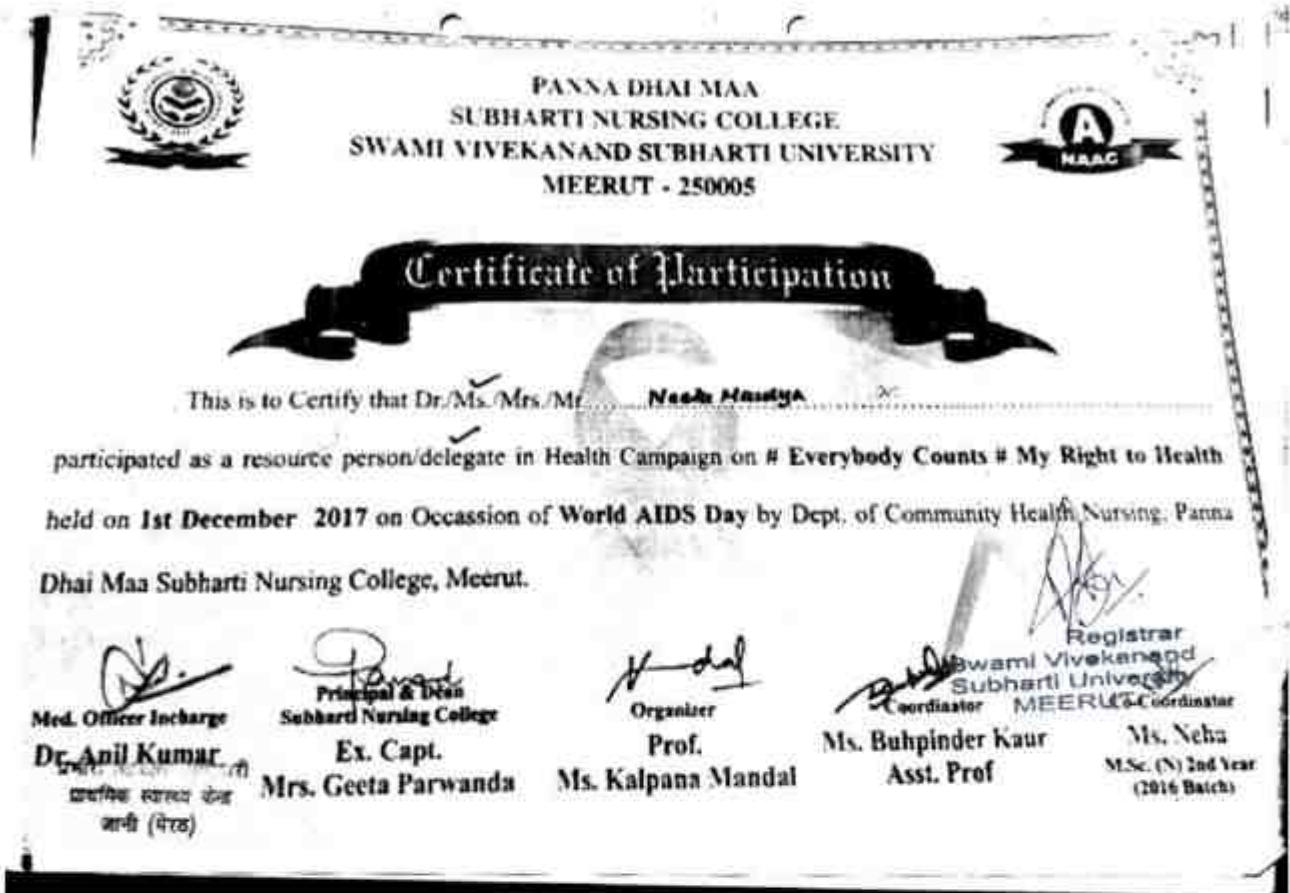 PANNA DHAI MAA
SUBHARTI NURSING COLLEGE
SWAMI VIVEKANAND SUBHARTI UNIVERSITY
MEERUT - 250005
A
NAAC
Certificate of Participation
This is to Certify that Dr./Ms./Mrs./Mr.
participated as a resource person/delegate in Health Campaign on # Everybody Counts # My Right to Health
held on 1st December 2017 on Occassion of World AIDS Day by Dept. of Community Health Nursing, Panna
Dhai Maa Subharti Nursing College, Meerut.
Registrar
Swami Vivekanand
Subharti University
MEERUT
Med. Officer Incharge
Dr. Anil Kumar
प्राथमिक स्वास्थ्य केन्द्र
जानी (मेरठ)
Principal & Dean
Subharti Nursing College
Ex. Capt.
Mrs. Geeta Parwanda
Organizer
Prof.
Ms. Kalpana Mandal
Coordinator
Ms. Buhpinder Kaur
Asst. Prof
Co-Coordinator
Ms. Neha
M.Sc. (N) 2nd Year
(2016 Batch)